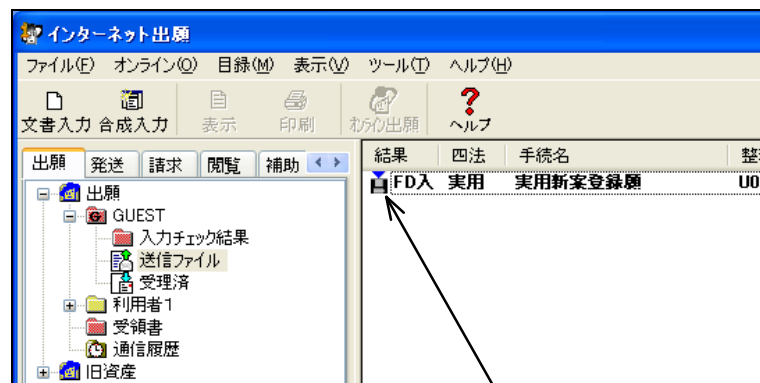 インターネット出願
ファイル(F) オンライン(O) 目録(M) 表示(V) ツール(T) ヘルプ(H)
文書入力 合成入力 表示 印刷 オンライン出願 ヘルプ
出願 発送 請求 閲覧 補助
結果 四法 手続名 整
FD入 実用 実用新案登録願 U0
出願
GUEST
入力チェック結果
送信ファイル
受理済
利用者1
受領書
通信履歴
旧資産